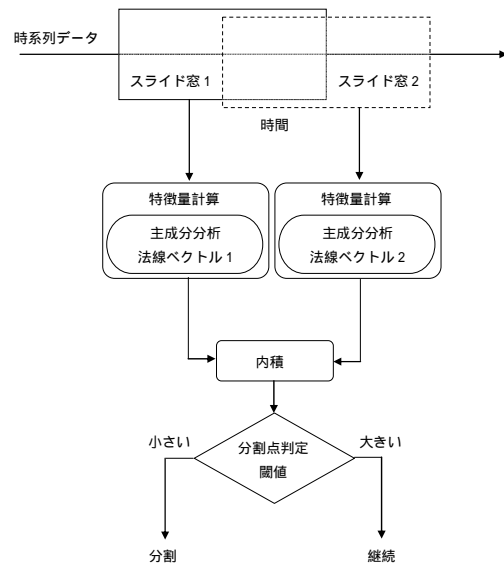 時系列データ
スライド窓 1
スライド窓 2
時間
特徴量計算
主成分分析
法線ベクトル 1
特徴量計算
主成分分析
法線ベクトル 2
内積
小さい
大きい
分割点判定
閾値
分割
継続